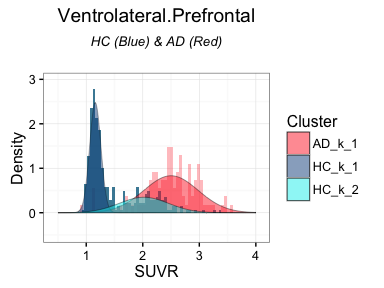 Ventrolateral.Prefrontal
HC (Blue) & AD (Red)
3
2
1
0
Density
1 2 3 4
SUVR
Cluster
AD_k_1
HC_k_1
HC_k_2